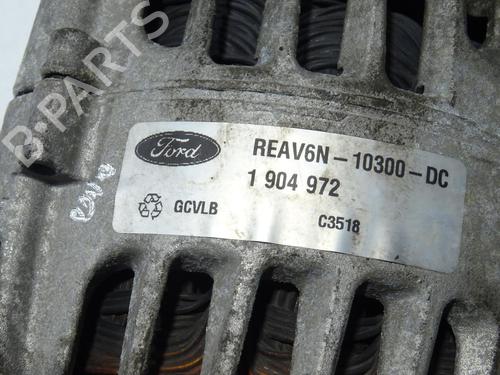 B-PARTS
Ford
REAV6N-10300-DC
1 904 972
GCVLB
C3518